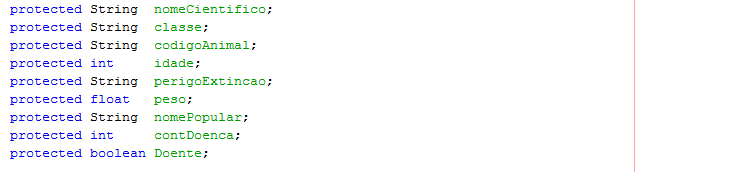 protected String  nomeCientifico;
protected String  classe;
protected String  codigoAnimal;
protected int     idade;
protected String  perigoExtincao;
protected float   peso;
protected String  nomePopular;
protected int     contDoenca;
protected boolean Doente;